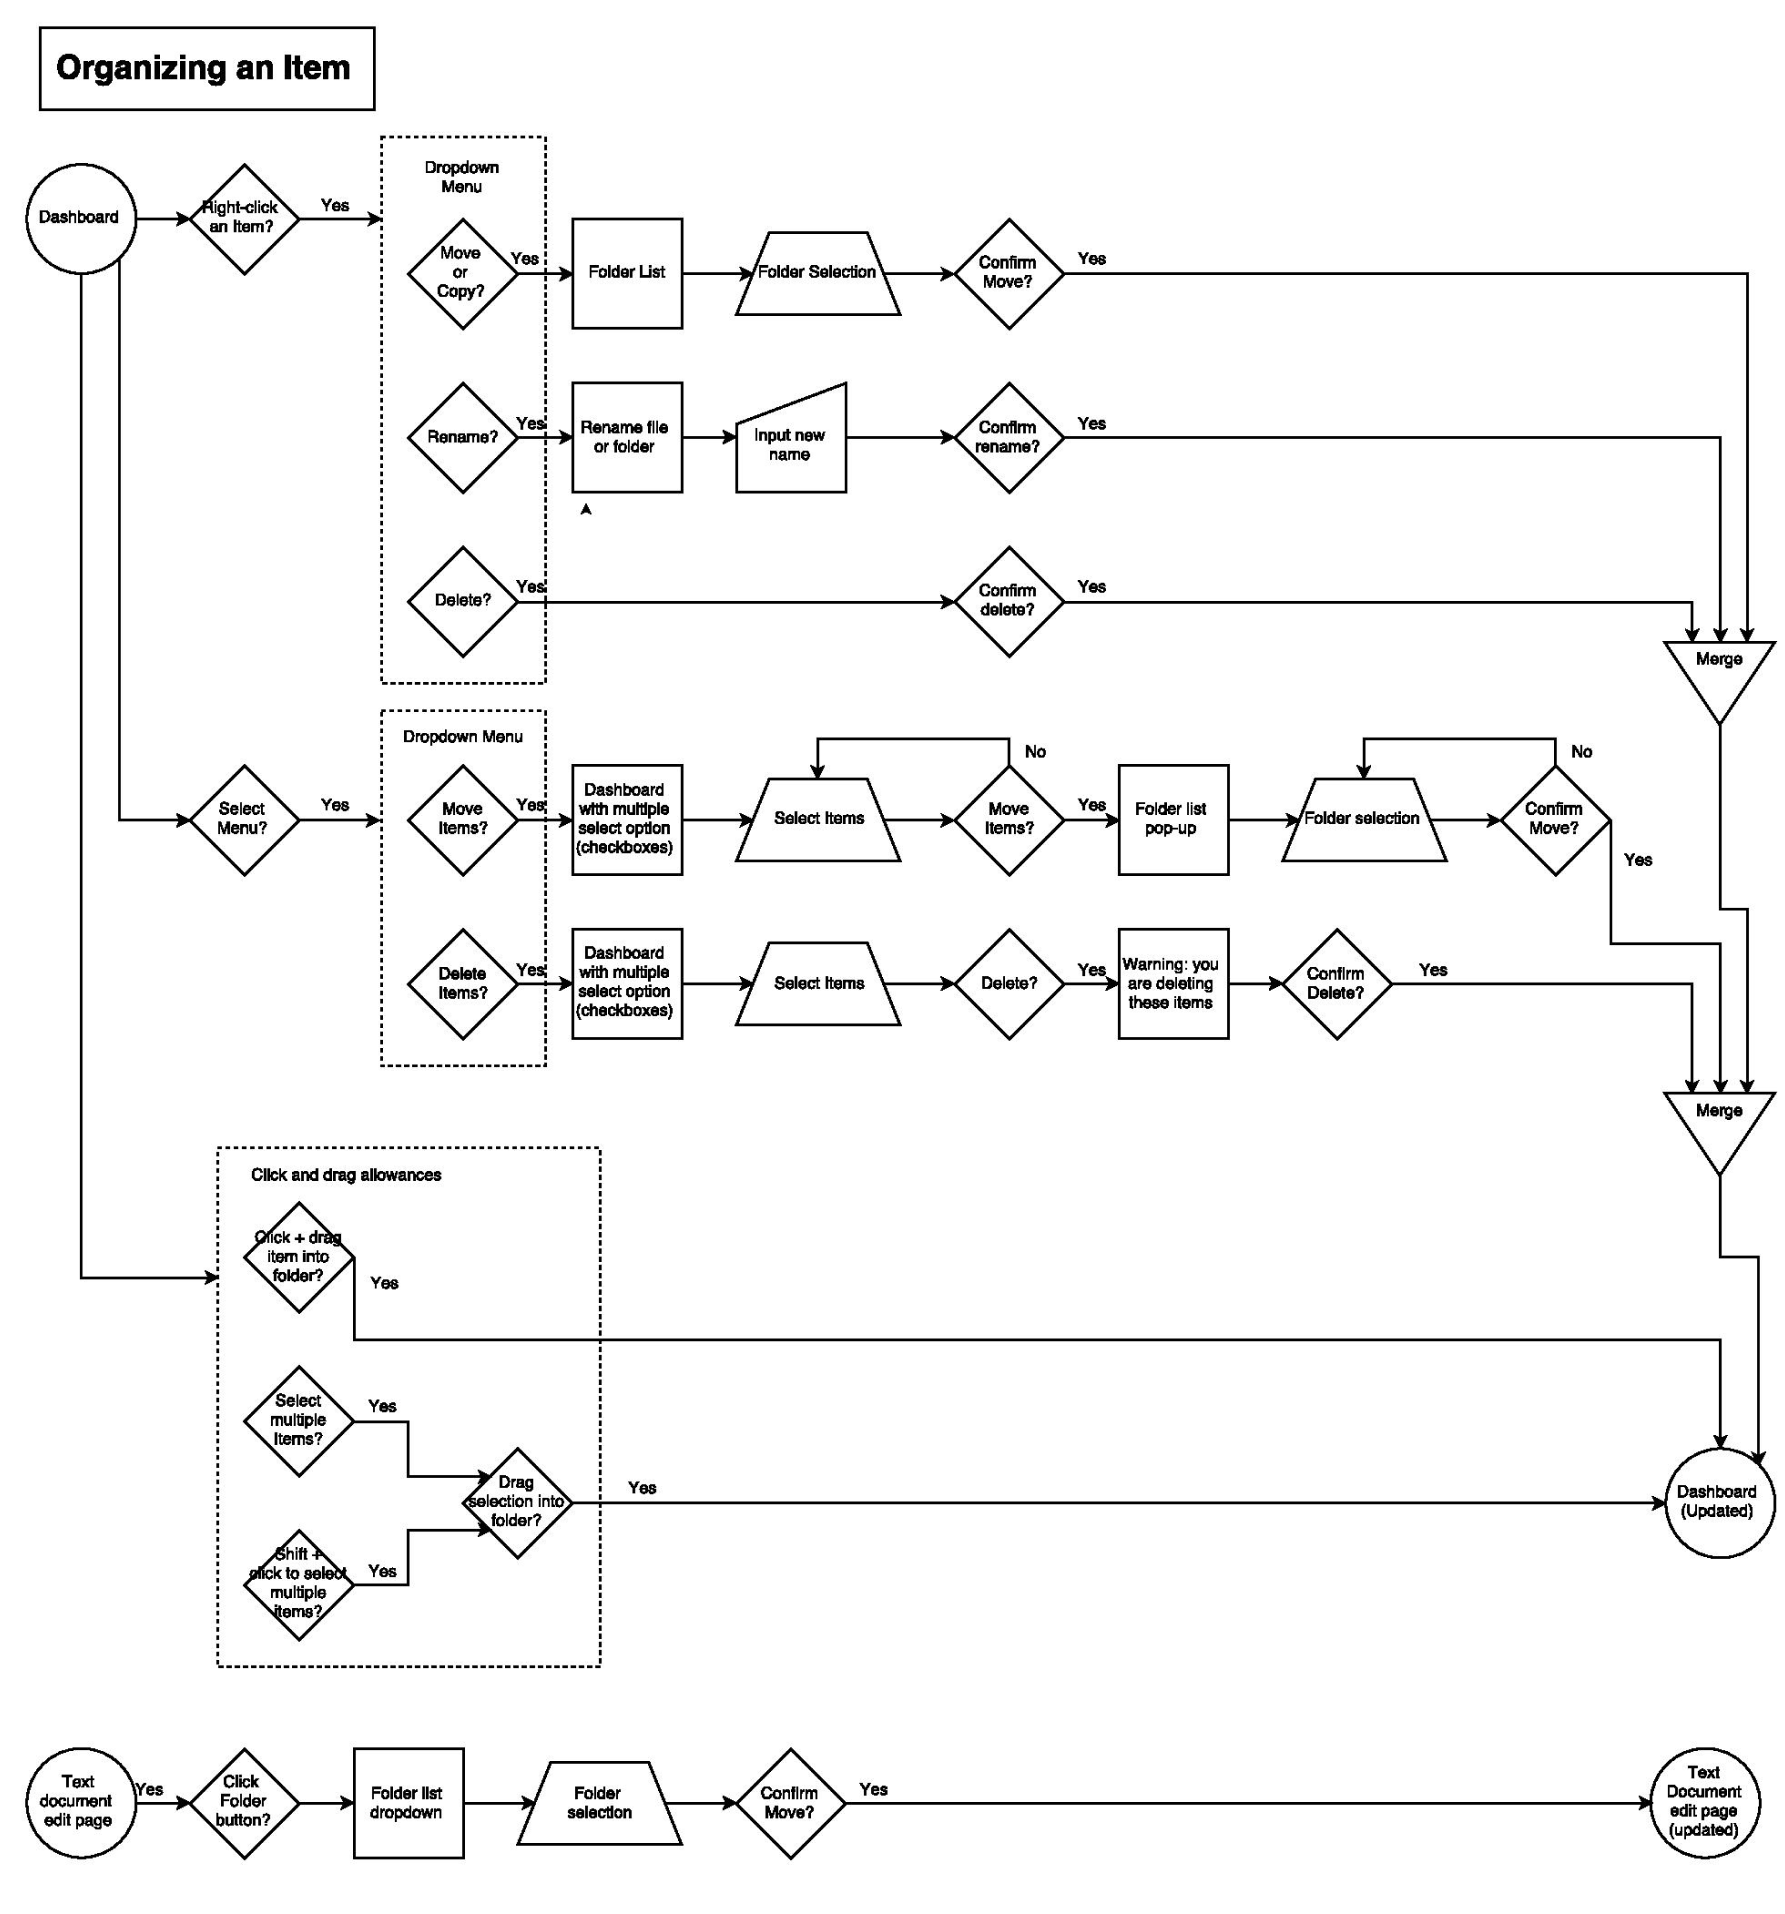 Organizing an Item
Dropdown
Menu
Dashboard
Right-click
an Item?
Yes
Move
or
Copy?
Yes
Folder List
Folder Selection
Confirm
Move?
Yes
Rename?
Yes
Rename file
or folder
Input new
name
Confirm
rename?
Yes
Delete?
Yes
Confirm
delete?
Yes
Merge
Dropdown Menu
Select
Menu?
Yes
Move
Items?
Yes
Dashboard
with multiple
select option
(checkboxes)
Select Items
No
Move
Items?
Yes
Folder list
pop-up
Folder selection
No
Confirm
Move?
Yes
Delete
Items?
Yes
Dashboard
with multiple
select option
(checkboxes)
Select Items
Delete?
Yes
Warning: you
are deleting
these items
Confirm
Delete?
Yes
Merge
Click and drag allowances
Click + drag
item into
folder?
Yes
Select
multiple
Items?
Yes
Drag
selection into
folder?
Yes
Dashboard
(Updated)
Shift +
click to select
multiple
items?
Yes
Text
document
edit page
Yes
Click
Folder
button?
Folder list
dropdown
Folder
selection
Confirm
Move?
Yes
Text
Document
edit page
(updated)